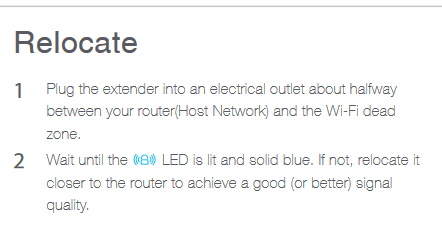 Relocate
1 Plug the extender into an electrical outlet about halfway
between your router(Host Network) and the Wi-Fi dead
zone.
2 Wait until the LED is lit and solid blue. If not, relocate it
closer to the router to achieve a good (or better) signal
quality.